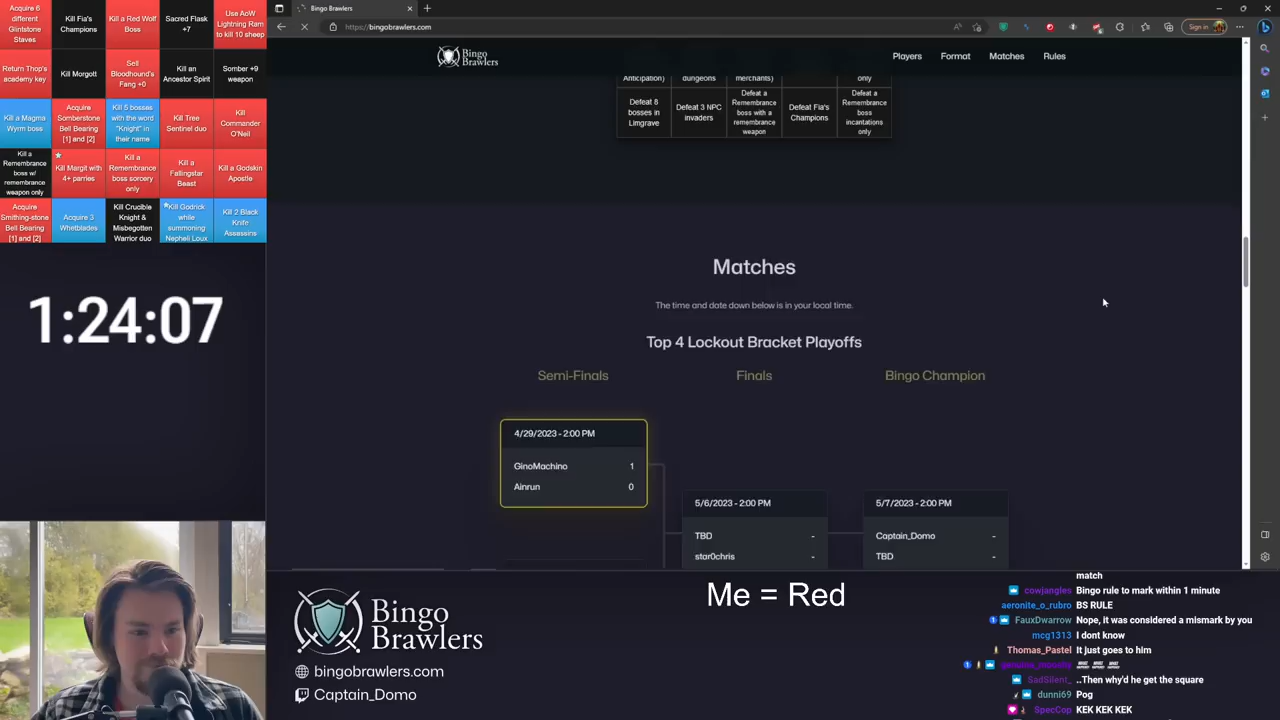 Acquire 6
different
Glintstone
Staves
Kill Fia's
Champions
Kill a Red Wolf
Boss
Sacred Flask
+7
Use AoW
Lightning Ram
to kill 10 sheep
Return Thop's
academy key
Kill Morgott
Sell
Bloodhound's
Fang +0
Kill an
Ancestor Spirit
Somber +9
weapon
Kill a Magma
Wyrm boss
Acquire
Somberstone
Bell Bearing
[1] and [2]
Kill 5 bosses
with the word
"Knight" in
their name
Kill Tree
Sentinel duo
Kill
Commander
O'Neil
Kill a
Remembrance
boss w/
remembrance
weapon only
Kill Margit with
4+ parries
Kill a
Remembrance
boss sorcery
only
Kill a
Fallingstar
Beast
Kill a Godskin
Apostle
Acquire
Smithing-stone
Bell Bearing
[1] and [2]
Acquire 3
Whetblades
Kill Crucible
Knight &
Misbegotten
Warrior duo
Kill Godrick
while
summoning
Nepheli Loux
Kill 2 Black
Knife
Assassins
1:24:07
Bingo Brawlers
https://bingobrawlers.com
Sign in
Bingo
Brawlers
Players
Format
Matches
Rules
Anticipation)
dungeons
merchants)
only
Defeat 8
bosses in
Limgrave
Defeat 3 NPC
invaders
Defeat a
Remembrance
boss with a
remembrance
weapon
Defeat Fia's
Champions
Defeat a
Remembrance
boss
incantations
only
Matches
The time and date down below is in your local time.
Top 4 Lockout Bracket Playoffs
Semi-Finals
Finals
Bingo Champion
4/29/2023 - 2:00 PM
GinoMachino 1
Ainrun 0
5/6/2023 - 2:00 PM
TBD -
star0chris -
5/7/2023 - 2:00 PM
Captain_Domo -
TBD -
Bingo
Brawlers
bingobrawlers.com
Captain_Domo
Me = Red
match
cowjangles Bingo rule to mark within 1 minute
aeronite_o_rubro BS RULE
FauxDwarrow Nope, it was considered a mismark by you
mcg1313 I dont know
Thomas_Pastel It just goes to him
SadSilent_ ..Then why'd he get the square
dunni69 Pog
SpecCop KEK KEK KEK